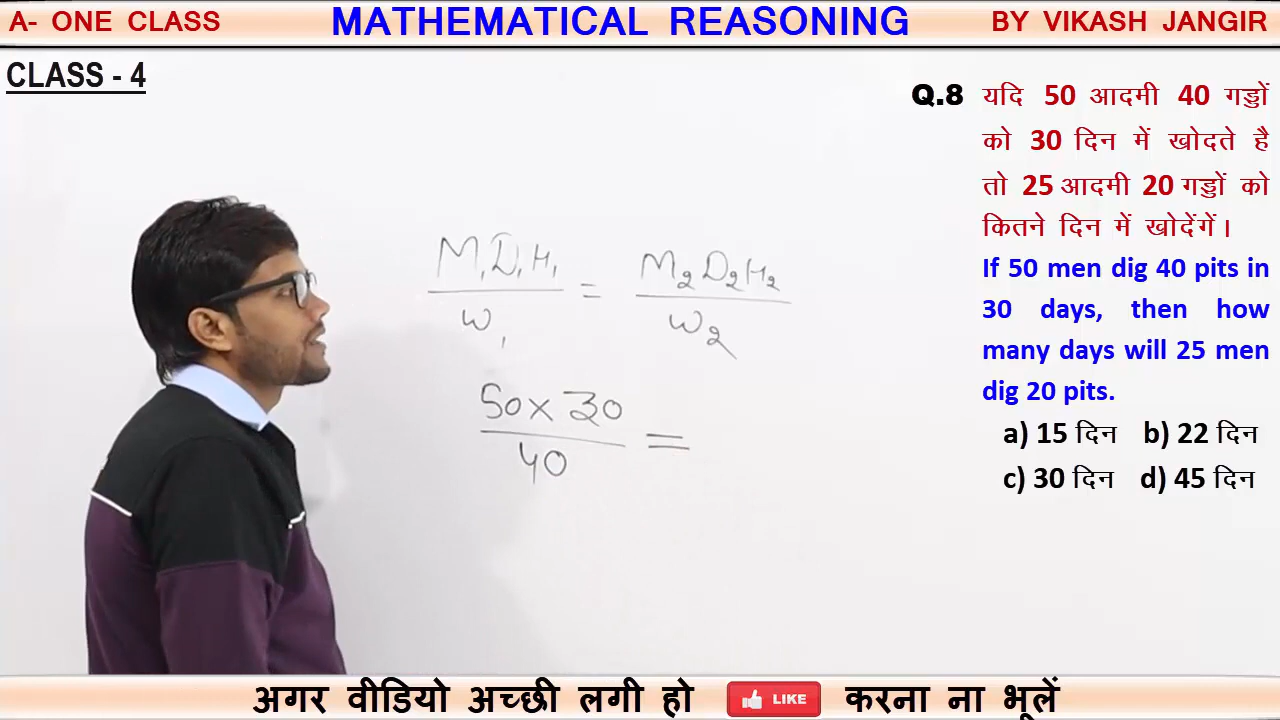 A- ONE CLASS MATHEMATICAL REASONING BY VIKASH JANGIR
CLASS - 4
Q.8 यदि 50 आदमी 40 गड्ढों
को 30 दिन में खोदते है
तो 25 आदमी 20 गड्ढों को
कितने दिन में खोदेंगें।
If 50 men dig 40 pits in
30 days, then how
many days will 25 men
dig 20 pits.
a) 15 दिन b) 22 दिन
c) 30 दिन d) 45 दिन
M₁D₁H₁ = M₂D₂H₂
W₁ W₂
50 x 30 =
40
अगर वीडियो अच्छी लगी हो LIKE करना ना भूलें